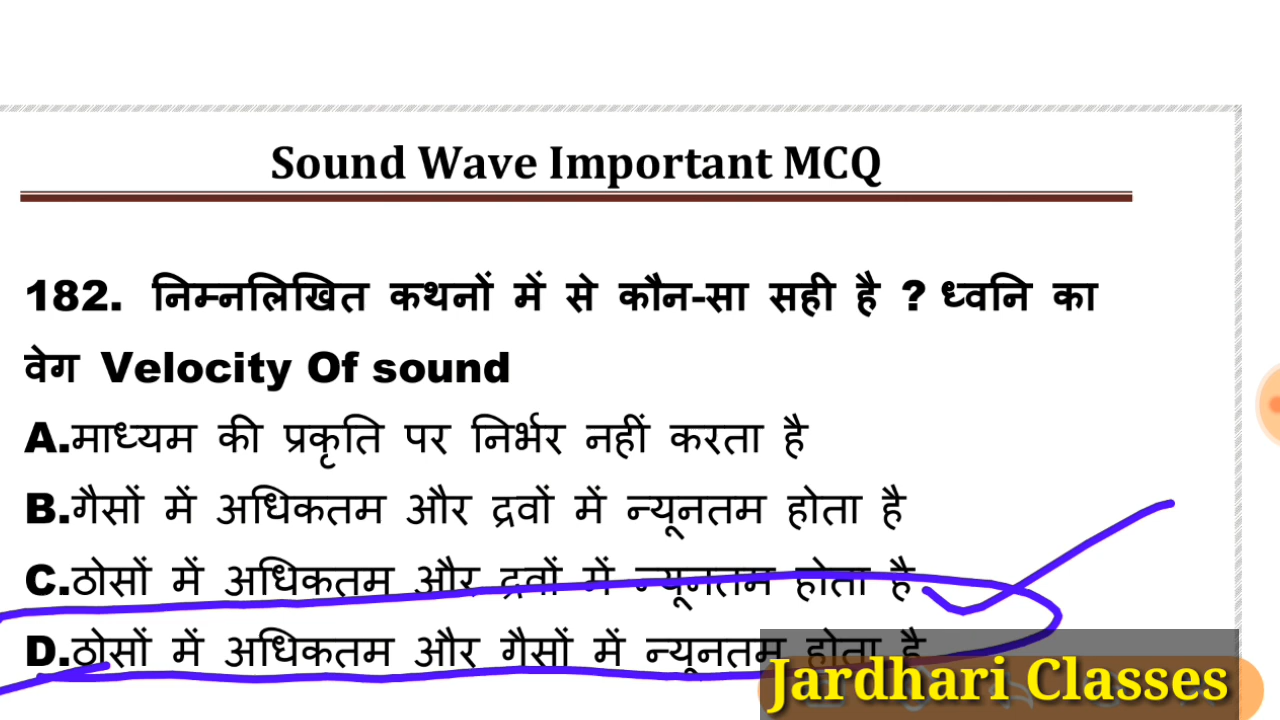 Sound Wave Important MCQ
182. निम्नलिखित कथनों में से कौन-सा सही है ? ध्वनि का
वेग Velocity Of sound
A.माध्यम की प्रकृति पर निर्भर नहीं करता है
B.गैसों में अधिकतम और द्रवों में न्यूनतम होता है
C.ठोसों में अधिकतम और द्रवों में न्यूनतम होता है
D.ठोसों में अधिकतम और गैसों में न्यूनतम होता है
Jardhari Classes